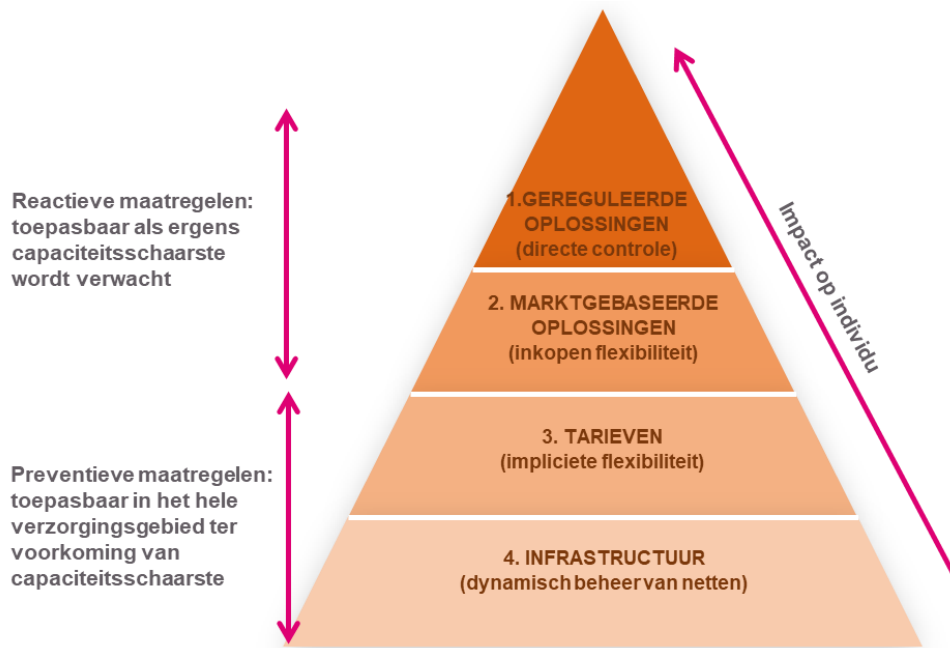 Reactieve maatregelen:
toepasbaar als ergens
capaciteitsschaarste
wordt verwacht
Preventieve maatregelen:
toepasbaar in het hele
verzorgingsgebied ter
voorkoming van
capaciteitsschaarste
1.GEREGULEERDE
OPLOSSINGEN
(directe controle)
2. MARKTGEBASEERDE
OPLOSSINGEN
(inkopen flexibiliteit)
3. TARIEVEN
(impliciete flexibiliteit)
4. INFRASTRUCTUUR
(dynamisch beheer van netten)
Impact op individu